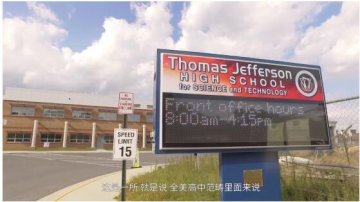 Thomas Jefferson
HIGH SCHOOL
for SCIENCE and TECHNOLOGY
Front office hours
8:00am-4:15pm
SPEED
15
这是一所 就是说 全美高中范畴里面来说